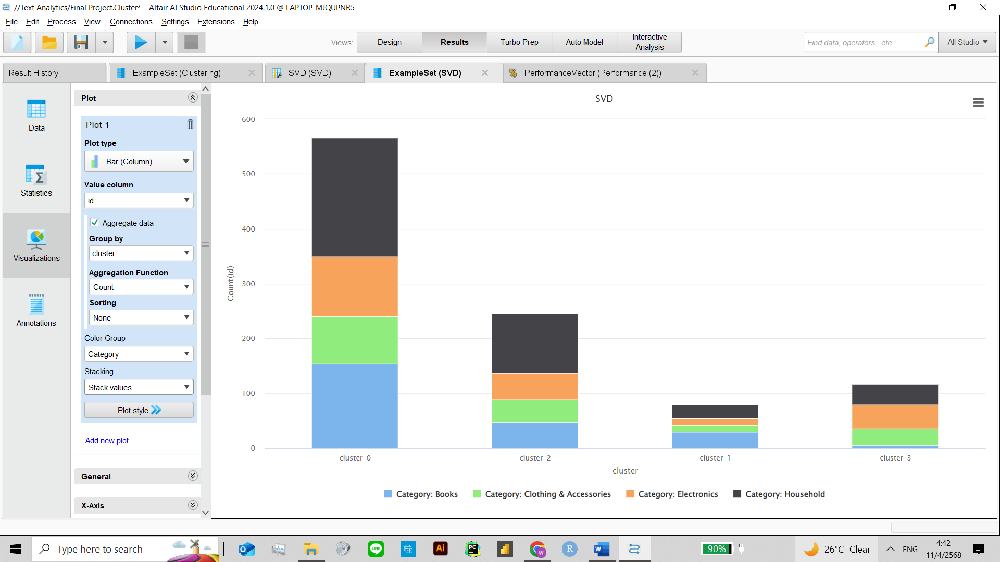 //Text Analytics/Final Project.Cluster* – Altair AI Studio Educational 2024.1.0 @ LAPTOP-MJQUPNR5
File Edit Process View Connections Settings Extensions Help
Views: Design Results Turbo Prep Auto Model Interactive Analysis
Find data, operators...etc All Studio
Result History ExampleSet (Clustering) SVD (SVD) ExampleSet (SVD) PerformanceVector (Performance (2))
Data
Statistics
Visualizations
Annotations
Plot
Plot 1
Plot type
Bar (Column)
Value column
id
Aggregate data
Group by
cluster
Aggregation Function
Count
Sorting
None
Color Group
Category
Stacking
Stack values
Plot style
Add new plot
General
X-Axis
SVD
600
500
400
300
200
100
0
Count(id)
cluster_0 cluster_2 cluster_1 cluster_3
cluster
Category: Books Category: Clothing & Accessories Category: Electronics Category: Household
Type here to search
LINE
Ai
PC
W
R
W
90%
26°C Clear
ENG
4:42
11/4/2568